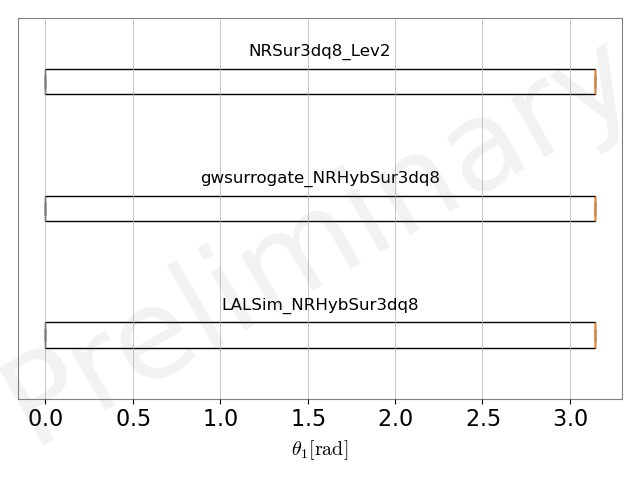 NRSur3dq8_Lev2
gwsurrogate_NRHybSur3dq8
LALSim_NRHybSur3dq8
Preliminary
0.0 0.5 1.0 1.5 2.0 2.5 3.0
θ₁[rad]